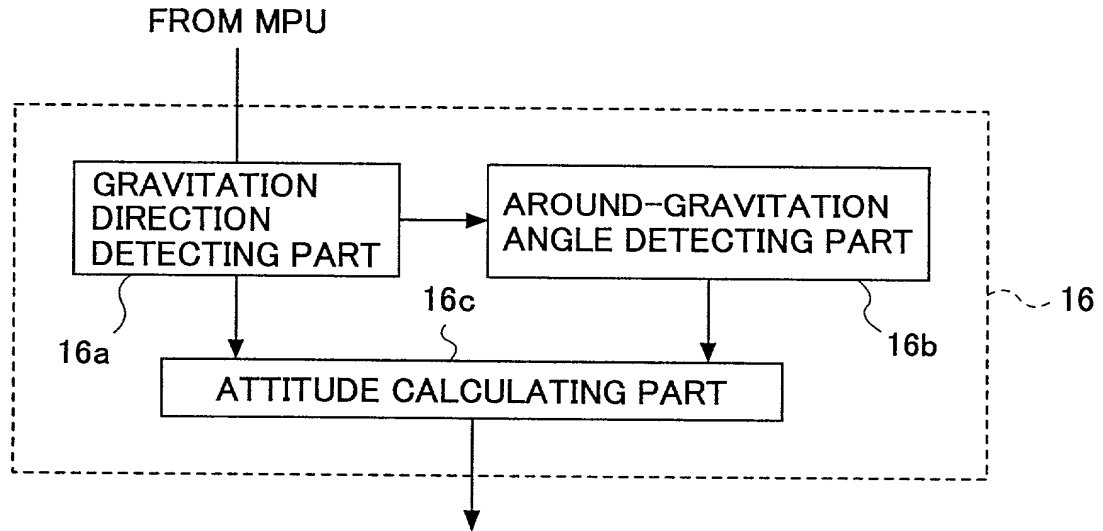 FROM MPU
GRAVITATION
DIRECTION
DETECTING PART
AROUND-GRAVITATION
ANGLE DETECTING PART
16a
16c
16b
16
ATTITUDE CALCULATING PART